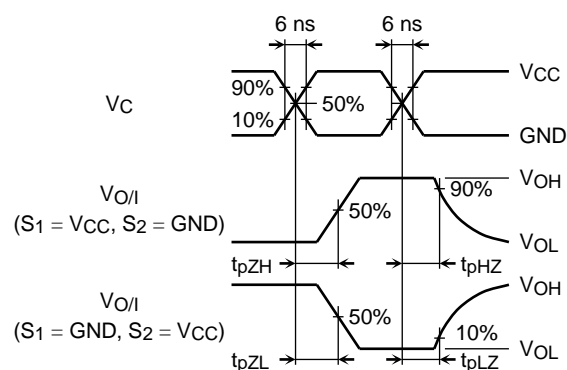 6 ns
6 ns
VC
90%
10%
50%
VCC
GND
VO/I
(S1 = VCC, S2 = GND)
50%
90%
VOH
VOL
tpZH
tpHZ
VO/I
(S1 = GND, S2 = VCC)
50%
10%
VOH
VOL
tpZL
tpLZ